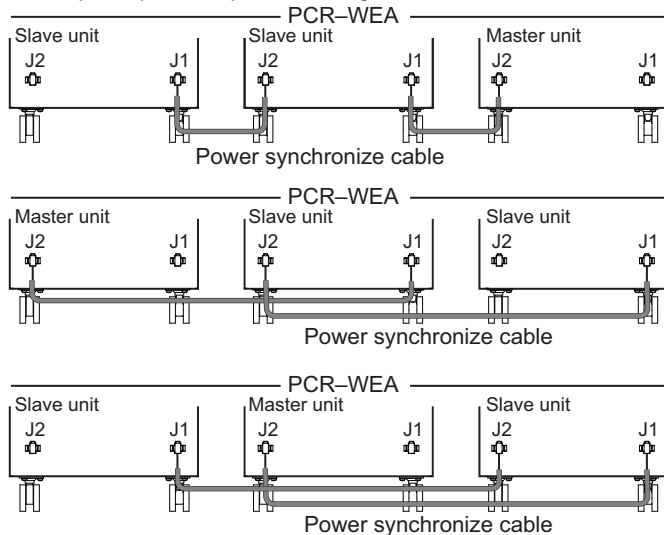 PCR–WEA
Slave unit Slave unit Master unit
J2 J1 J2 J1 J2 J1
Power synchronize cable
PCR–WEA
Master unit Slave unit Slave unit
J2 J1 J2 J1 J2 J1
Power synchronize cable
PCR–WEA
Slave unit Master unit Slave unit
J2 J1 J2 J1 J2 J1
Power synchronize cable